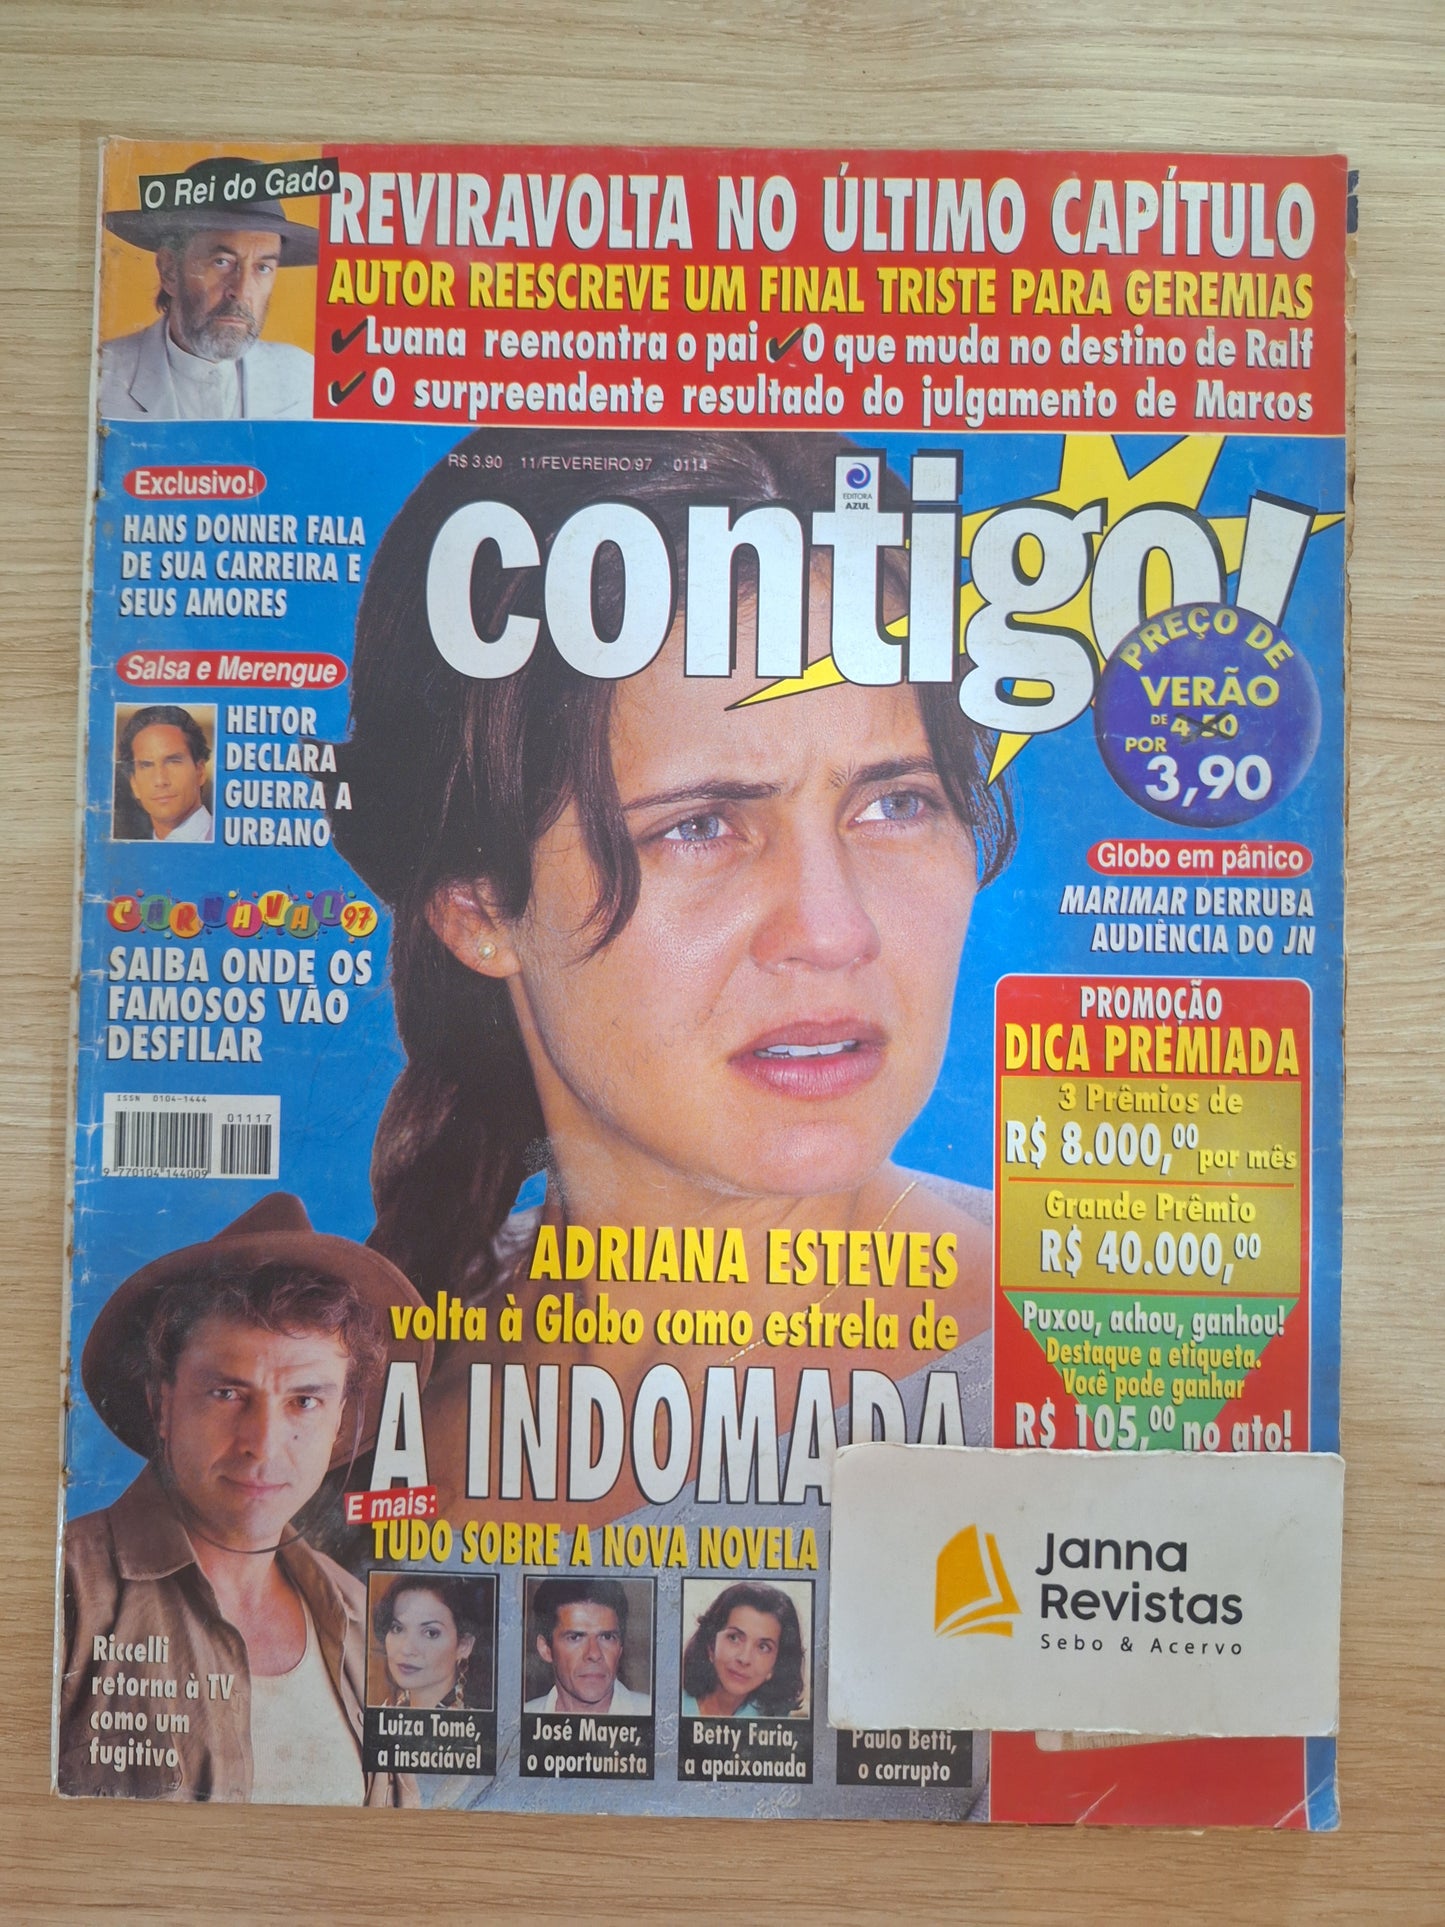 O Rei do Gado
REVIRAVOLTA NO ÚLTIMO CAPÍTULO
AUTOR REESCREVE UM FINAL TRISTE PARA GEREMIAS
✔Luana reencontra o pai ✔O que muda no destino de Ralf
✔O surpreendente resultado do julgamento de Marcos
R$ 3,90 11/FEVEREIRO/97 0114
EDITORA
AZUL
contigo!
Exclusivo!
HANS DONNER FALA
DE SUA CARREIRA E
SEUS AMORES
Salsa e Merengue
HEITOR
DECLARA
GUERRA A
URBANO
PREÇO DE
VERÃO
DE 4,50
POR
3,90
Globo em pânico
MARIMAR DERRUBA
AUDIÊNCIA DO JN
CARNAVAL 97
SAIBA ONDE OS
FAMOSOS VÃO
DESFILAR
ISSN 0104-1444
01117
9 770104 144009
PROMOÇÃO
DICA PREMIADA
3 Prêmios de
R$ 8.000,00 por mês
Grande Prêmio
R$ 40.000,00
Puxou, achou, ganhou!
Destaque a etiqueta.
Você pode ganhar
R$ 105,00 no ato!
ADRIANA ESTEVES
volta à Globo como estrela de
A INDOMADA
E mais:
TUDO SOBRE A NOVA NOVELA
Riccelli
retorna à TV
como um
fugitivo
Luiza Tomé,
a insaciável
José Mayer,
o oportunista
Betty Faria,
a apaixonada
Paulo Betti,
o corrupto
Janna
Revistas
Sebo & Acervo